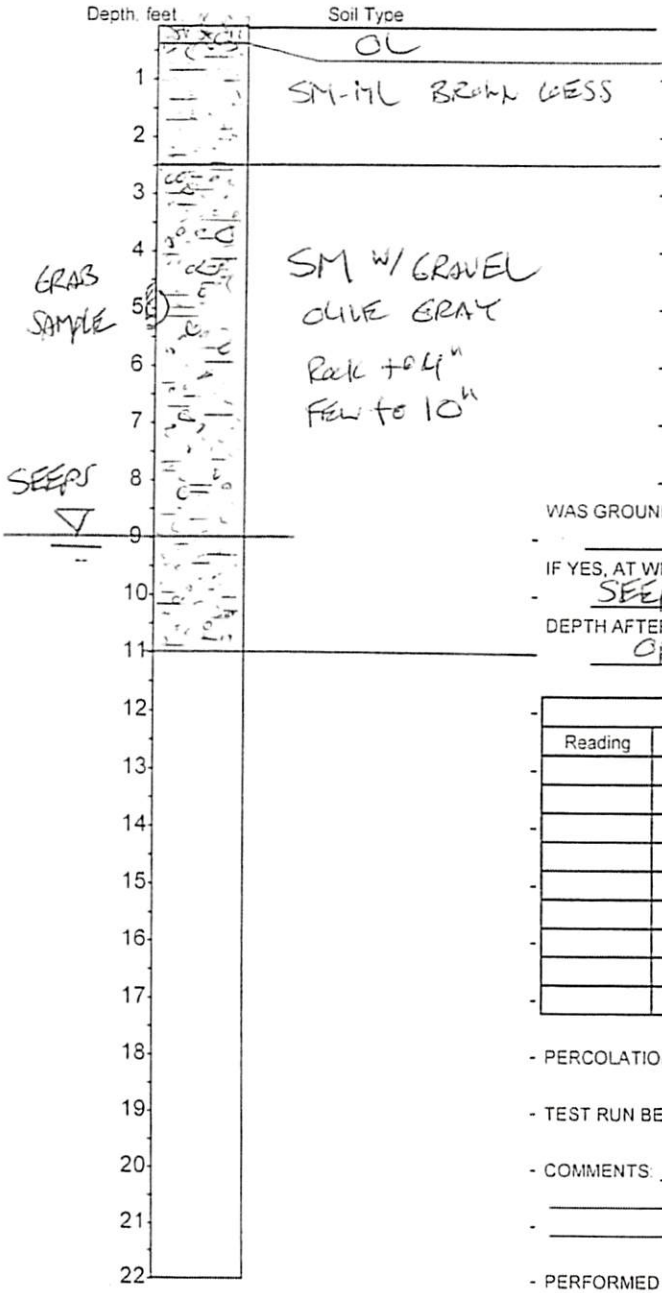 Depth, feet Soil Type
OL
1
SM-ML BROWN LOESS
2
3
4
SM W/ GRAVEL
GRAB
SAMPLE
5
OLIVE GRAY
6
Rock to 4"
7
FEW to 10"
SEEPS
8
WAS GROUN
9
IF YES, AT W
10
SEE
DEPTH AFTE
11
12
Reading
13
14
15
16
17
18
- PERCOLATIO
19
- TEST RUN BE
20
- COMMENTS:
21
22
- PERFORMED